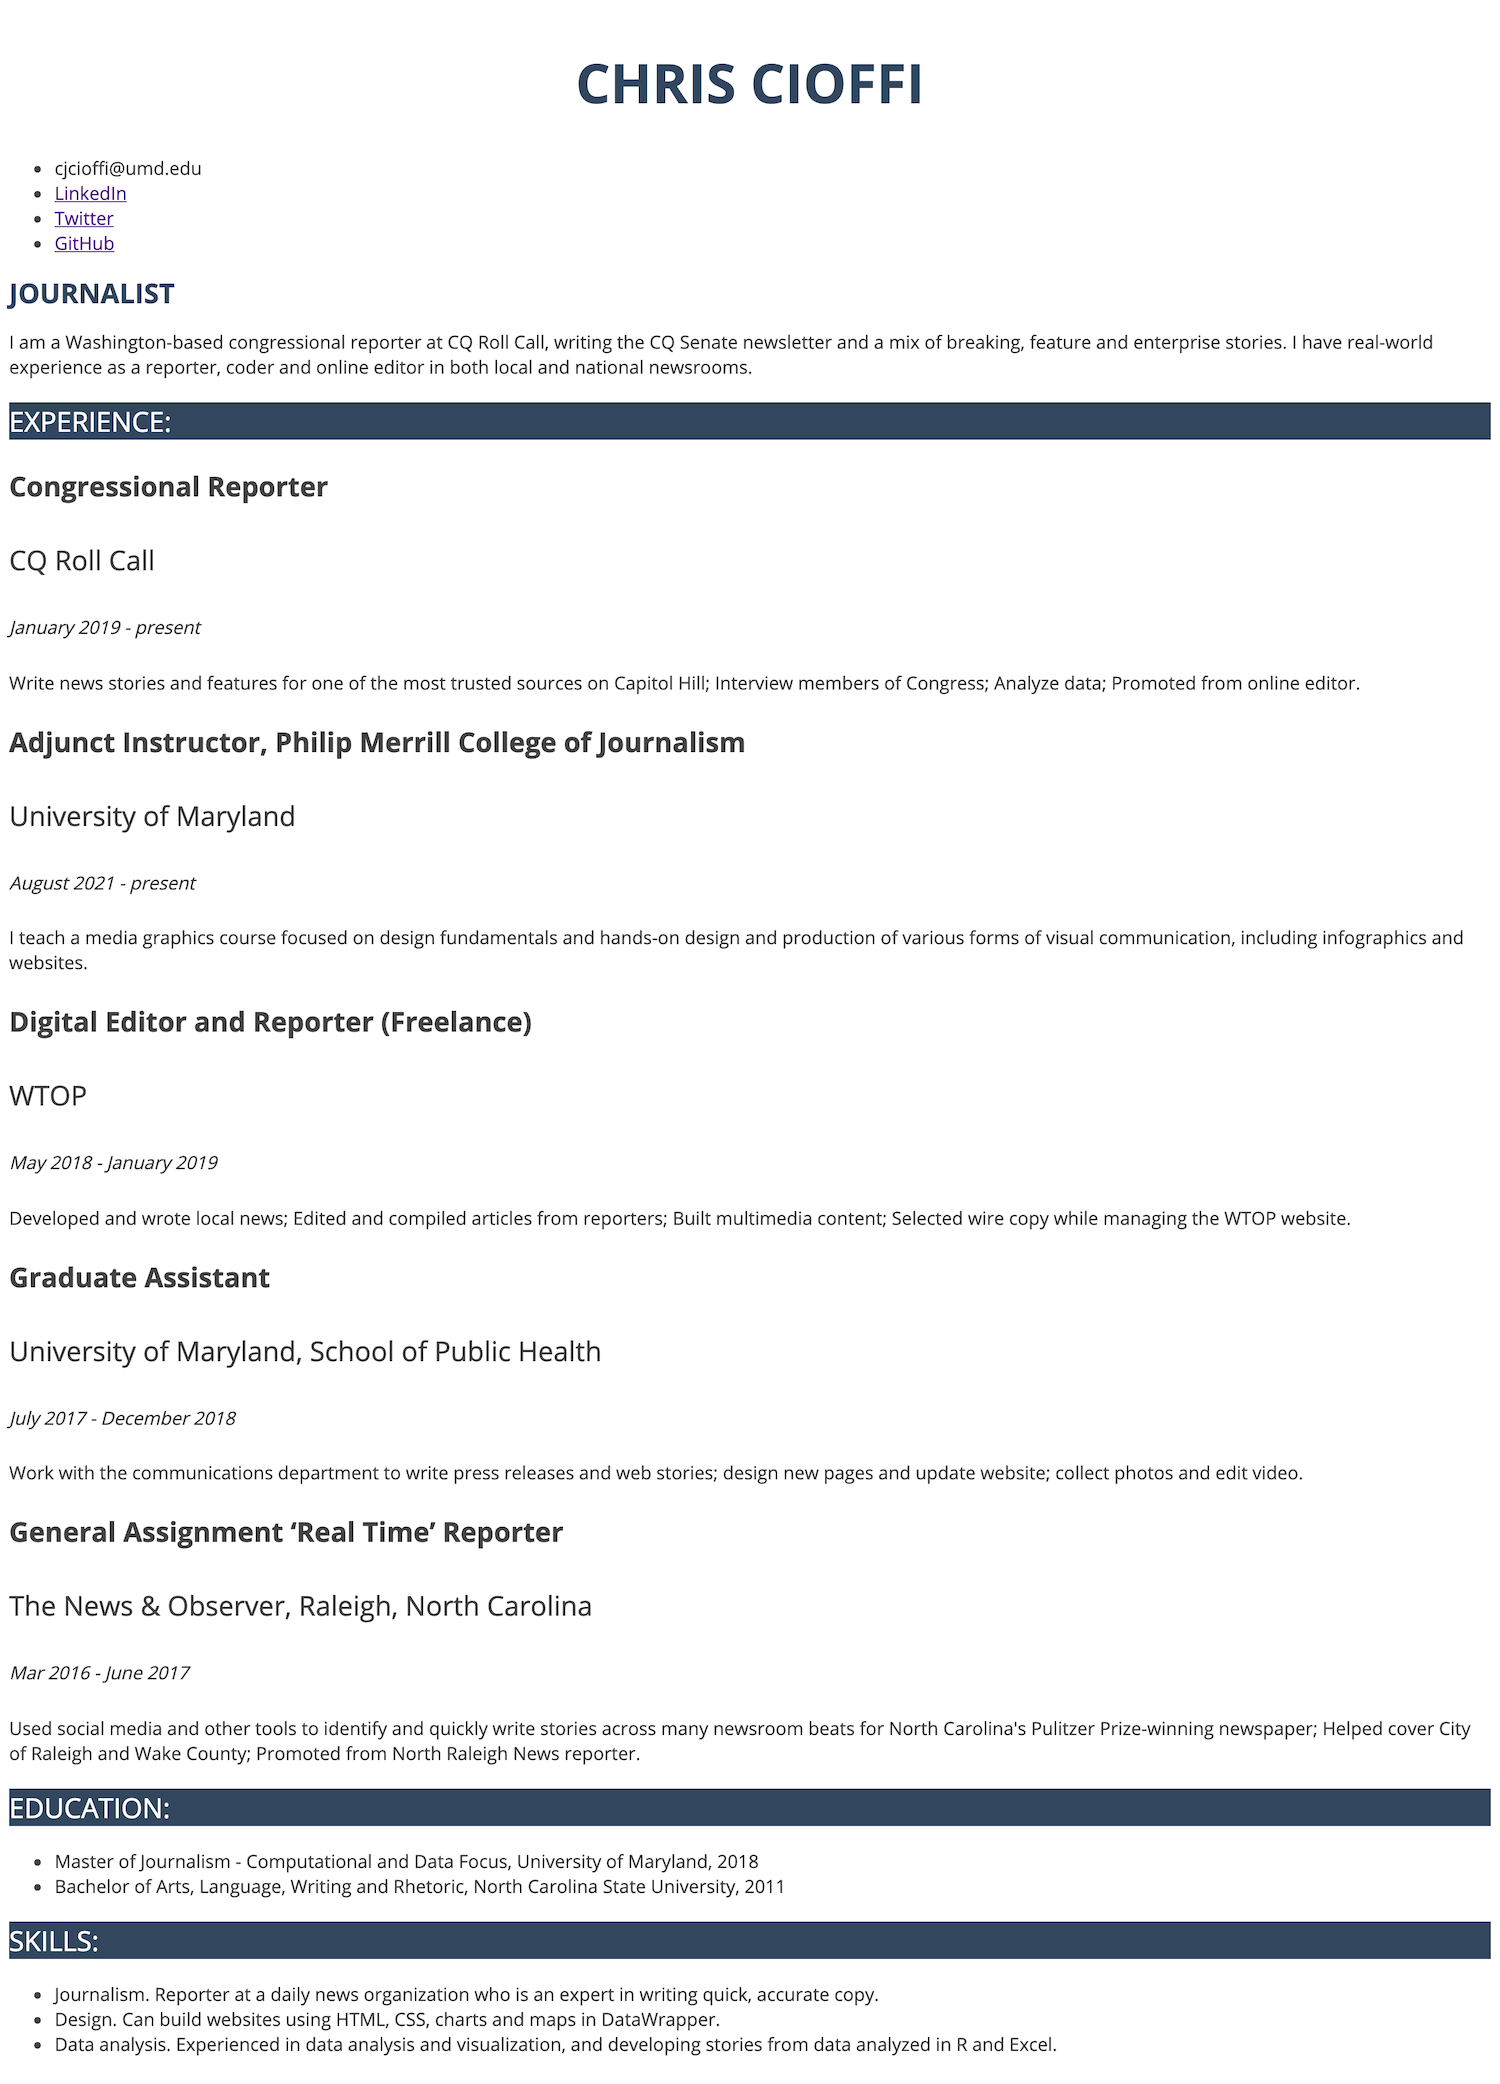 CHRIS CIOFFI
cjcioffi@umd.edu
LinkedIn
Twitter
GitHub
JOURNALIST
I am a Washington-based congressional reporter at CQ Roll Call, writing the CQ Senate newsletter and a mix of breaking, feature and enterprise stories. I have real-world
experience as a reporter, coder and online editor in both local and national newsrooms.
EXPERIENCE:
Congressional Reporter
CQ Roll Call
January 2019 - present
Write news stories and features for one of the most trusted sources on Capitol Hill; Interview members of Congress; Analyze data; Promoted from online editor.
Adjunct Instructor, Philip Merrill College of Journalism
University of Maryland
August 2021 - present
I teach a media graphics course focused on design fundamentals and hands-on design and production of various forms of visual communication, including infographics and
websites.
Digital Editor and Reporter (Freelance)
WTOP
May 2018 - January 2019
Developed and wrote local news; Edited and compiled articles from reporters; Built multimedia content; Selected wire copy while managing the WTOP website.
Graduate Assistant
University of Maryland, School of Public Health
July 2017 - December 2018
Work with the communications department to write press releases and web stories; design new pages and update website; collect photos and edit video.
General Assignment ‘Real Time’ Reporter
The News & Observer, Raleigh, North Carolina
Mar 2016 - June 2017
Used social media and other tools to identify and quickly write stories across many newsroom beats for North Carolina's Pulitzer Prize-winning newspaper; Helped cover City
of Raleigh and Wake County; Promoted from North Raleigh News reporter.
EDUCATION:
Master of Journalism - Computational and Data Focus, University of Maryland, 2018
Bachelor of Arts, Language, Writing and Rhetoric, North Carolina State University, 2011
SKILLS:
Journalism. Reporter at a daily news organization who is an expert in writing quick, accurate copy.
Design. Can build websites using HTML, CSS, charts and maps in DataWrapper.
Data analysis. Experienced in data analysis and visualization, and developing stories from data analyzed in R and Excel.